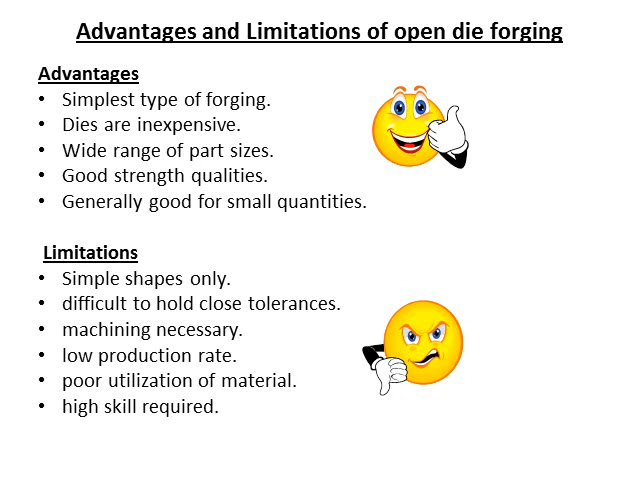 Advantages and Limitations of open die forging
Advantages
• Simplest type of forging.
• Dies are inexpensive.
• Wide range of part sizes.
• Good strength qualities.
• Generally good for small quantities.
Limitations
• Simple shapes only.
• difficult to hold close tolerances.
• machining necessary.
• low production rate.
• poor utilization of material.
• high skill required.